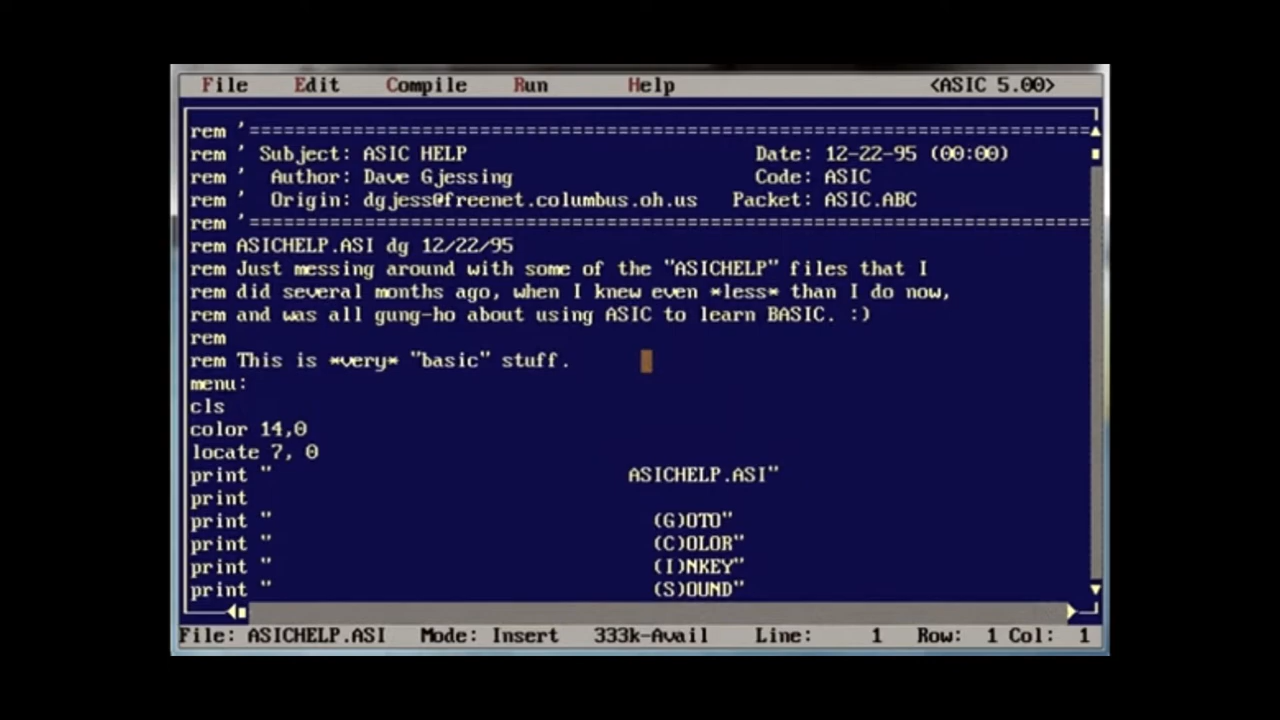 File Edit Compile Run Help <ASIC 5.00>
rem '=========================================================================
rem ' Subject: ASIC HELP Date: 12-22-95 (00:00)
rem ' Author: Dave Gjessing Code: ASIC
rem ' Origin: dgjess@freenet.columbus.oh.us Packet: ASIC.ABC
rem '=========================================================================
rem ASICHELP.ASI dg 12/22/95
rem Just messing around with some of the "ASICHELP" files that I
rem did several months ago, when I knew even *less* than I do now,
rem and was all gung-ho about using ASIC to learn BASIC. :)
rem
rem This is *very* "basic" stuff.
menu:
cls
color 14,0
locate 7, 0
print " ASICHELP.ASI"
print
print " (G)OTO"
print " (C)OLOR"
print " (I)NKEY"
print " (S)OUND"
File: ASICHELP.ASI Mode: Insert 333k-Avail Line: 1 Row: 1 Col: 1